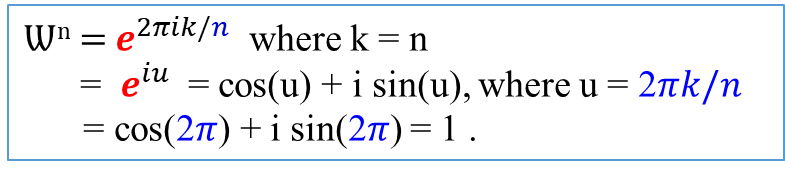 Wⁿ = e^{2πik/n} where k = n
= e^{iu} = cos(u) + i sin(u), where u = 2πk/n
= cos(2π) + i sin(2π) = 1 .